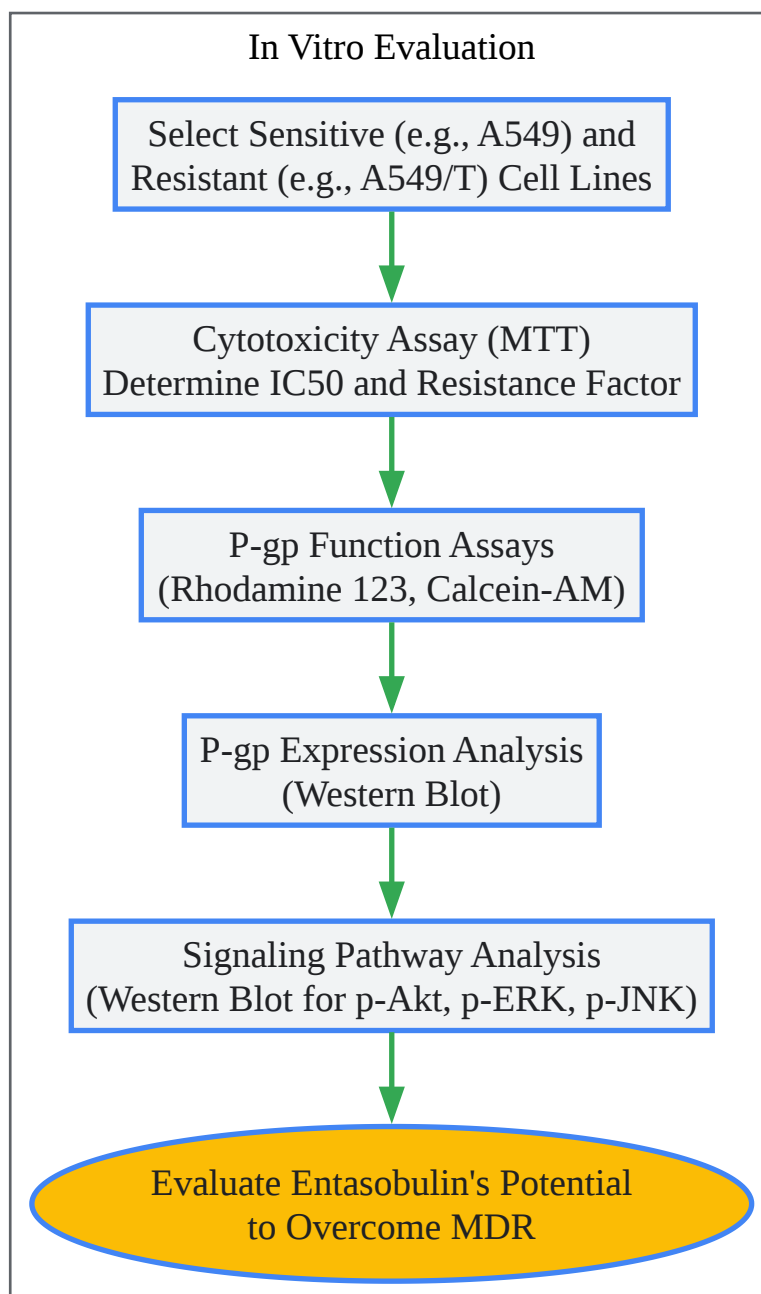 In Vitro Evaluation
Select Sensitive (e.g., A549) and
Resistant (e.g., A549/T) Cell Lines
Cytotoxicity Assay (MTT)
Determine IC50 and Resistance Factor
P-gp Function Assays
(Rhodamine 123, Calcein-AM)
P-gp Expression Analysis
(Western Blot)
Signaling Pathway Analysis
(Western Blot for p-Akt, p-ERK, p-JNK)
Evaluate Entasobulin's Potential
to Overcome MDR